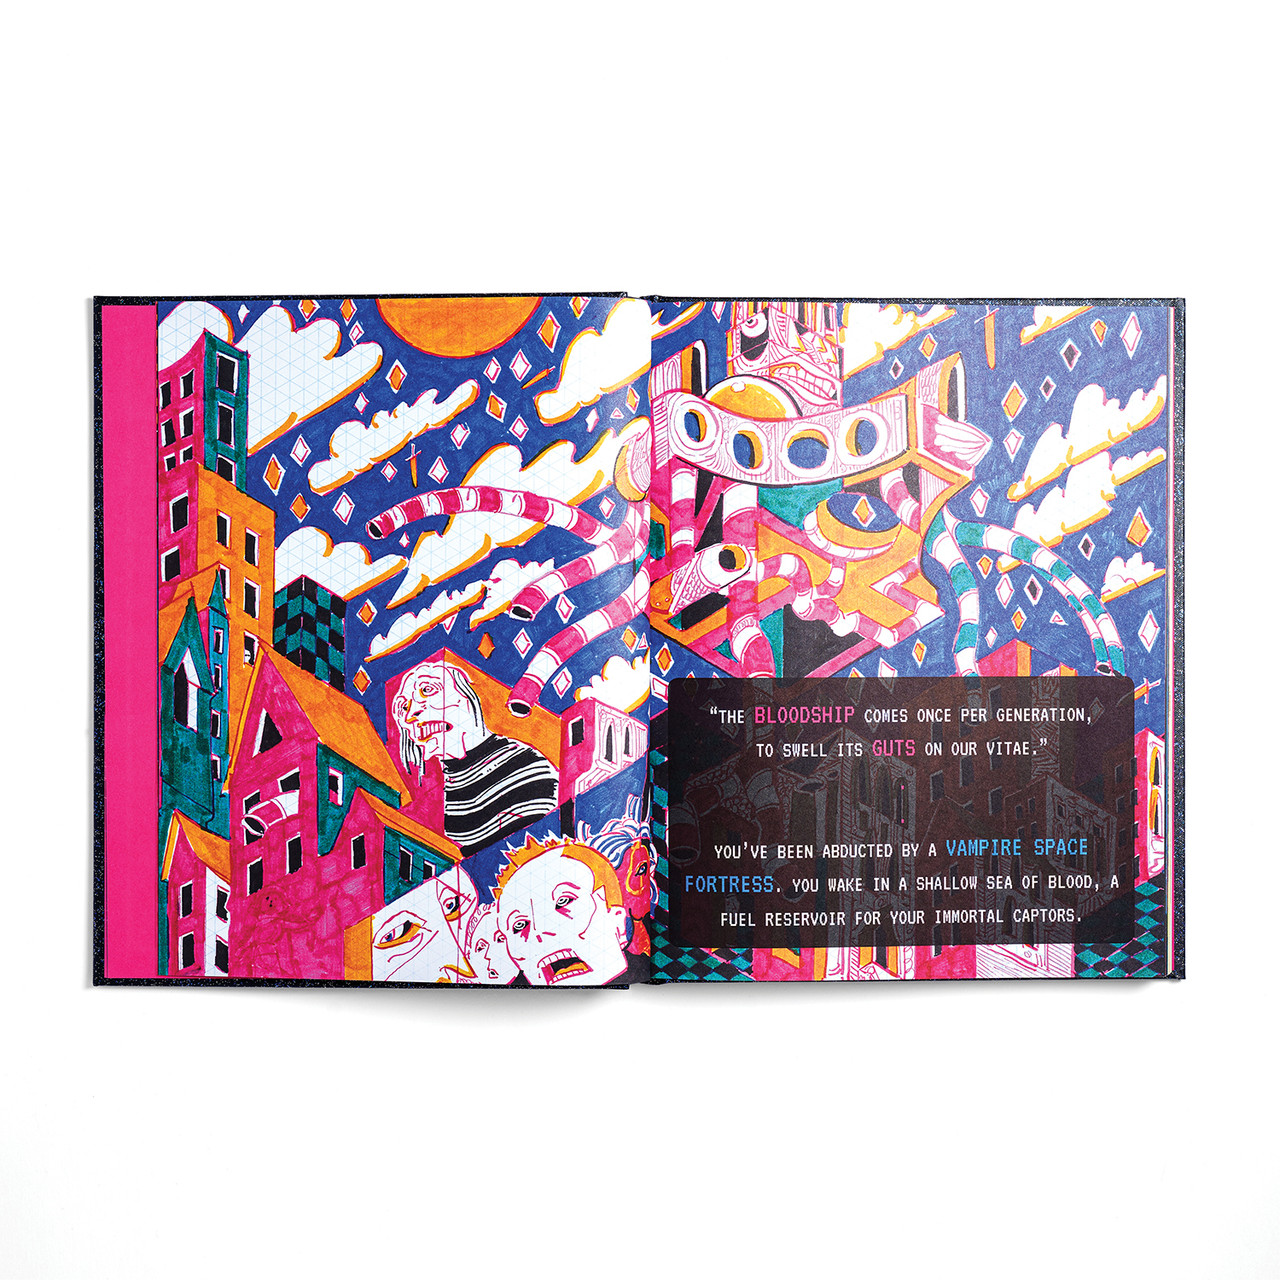 “THE BLOODSHIP COMES ONCE PER GENERATION,
TO SWELL ITS GUTS ON OUR VITAE.”
YOU’VE BEEN ABDUCTED BY A VAMPIRE SPACE
FORTRESS. YOU WAKE IN A SHALLOW SEA OF BLOOD, A
FUEL RESERVOIR FOR YOUR IMMORTAL CAPTORS.